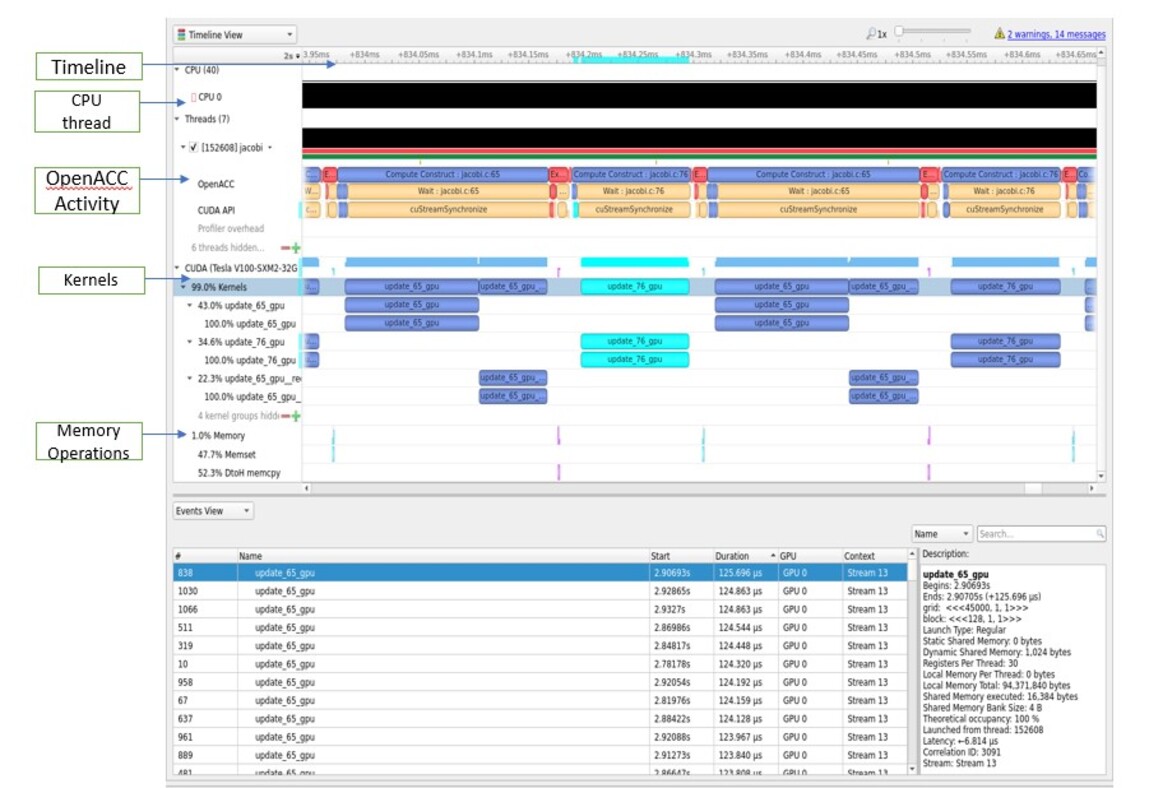 Timeline View
1x
2 warnings, 14 messages
2s
3.95ms +834ms +834.05ms +834.1ms +834.15ms +834.2ms +834.25ms +834.3ms +834.35ms +834.4ms +834.45ms +834.5ms +834.55ms +834.6ms +834.65ms
Timeline
CPU (40)
CPU thread
CPU 0
Threads (7)
[152608] jacobi
OpenACC Activity
OpenACC
C... E... Compute Construct : jacobi.c:65 Ex... Compute Construct : jacobi.c:76 E... Compute Construct : jacobi.c:65 E... Compute Construct : jacobi.c:76 E... Co...
W... Wait : jacobi.c:65 ... Wait : jacobi.c:76 Wait : jacobi.c:65 ... Wait : jacobi.c:76
CUDA API
c... cuStreamSynchronize cuStreamSynchronize cuStreamSynchronize cuStreamSynchronize
Profiler overhead
6 threads hidden...
CUDA (Tesla V100-SXM2-32G
Kernels
99.0% Kernels
update_65_gpu update_65_gpu_... update_76_gpu update_65_gpu update_65_gpu_... update_76_gpu
43.0% update_65_gpu
update_65_gpu update_65_gpu
100.0% update_65_gpu
update_65_gpu update_65_gpu
34.6% update_76_gpu
update_76_gpu update_76_gpu
100.0% update_76_gpu
update_76_gpu update_76_gpu
22.3% update_65_gpu__re
update_65_gpu_... update_65_gpu_...
100.0% update_65_gpu_
update_65_gpu_... update_65_gpu_...
4 kernel groups hidd
Memory Operations
1.0% Memory
47.7% Memset
52.3% DtoH memcpy
Events View
Name
Search...
# Name Start Duration GPU Context
838 update_65_gpu 2.90693s 125.696 μs GPU 0 Stream 13
1030 update_65_gpu 2.92865s 124.863 μs GPU 0 Stream 13
1066 update_65_gpu 2.9327s 124.863 μs GPU 0 Stream 13
511 update_65_gpu 2.86986s 124.544 μs GPU 0 Stream 13
319 update_65_gpu 2.84817s 124.448 μs GPU 0 Stream 13
10 update_65_gpu 2.78178s 124.320 μs GPU 0 Stream 13
958 update_65_gpu 2.92054s 124.192 μs GPU 0 Stream 13
67 update_65_gpu 2.81976s 124.159 μs GPU 0 Stream 13
637 update_65_gpu 2.88422s 124.128 μs GPU 0 Stream 13
961 update_65_gpu 2.92088s 123.967 μs GPU 0 Stream 13
889 update_65_gpu 2.91273s 123.840 μs GPU 0 Stream 13
481 update_65_gpu 2.86647s 123.808 μs GPU 0 Stream 13
Description:
update_65_gpu
Begins: 2.90693s
Ends: 2.90705s (+125.696 μs)
grid: <<<45000, 1, 1>>>
block: <<<128, 1, 1>>>
Launch Type: Regular
Static Shared Memory: 0 bytes
Dynamic Shared Memory: 1,024 bytes
Registers Per Thread: 30
Local Memory Per Thread: 0 bytes
Local Memory Total: 94,371,840 bytes
Shared Memory executed: 16,384 bytes
Shared Memory Bank Size: 4 B
Theoretical occupancy: 100 %
Launched from thread: 152608
Latency: ←6.814 μs
Correlation ID: 3091
Stream: Stream 13